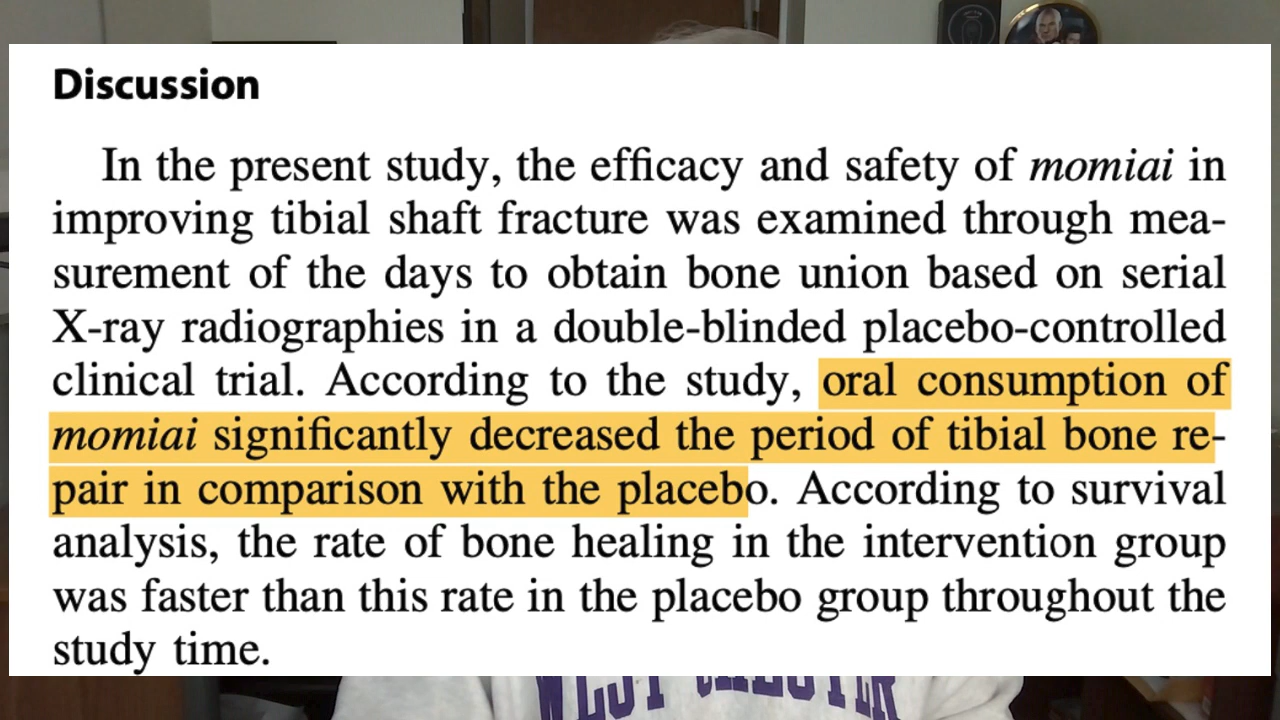 Discussion
In the present study, the efficacy and safety of momiai in
improving tibial shaft fracture was examined through mea-
surement of the days to obtain bone union based on serial
X-ray radiographies in a double-blinded placebo-controlled
clinical trial. According to the study, oral consumption of
momiai significantly decreased the period of tibial bone re-
pair in comparison with the placebo. According to survival
analysis, the rate of bone healing in the intervention group
was faster than this rate in the placebo group throughout the
study time.
WEST CHESTER